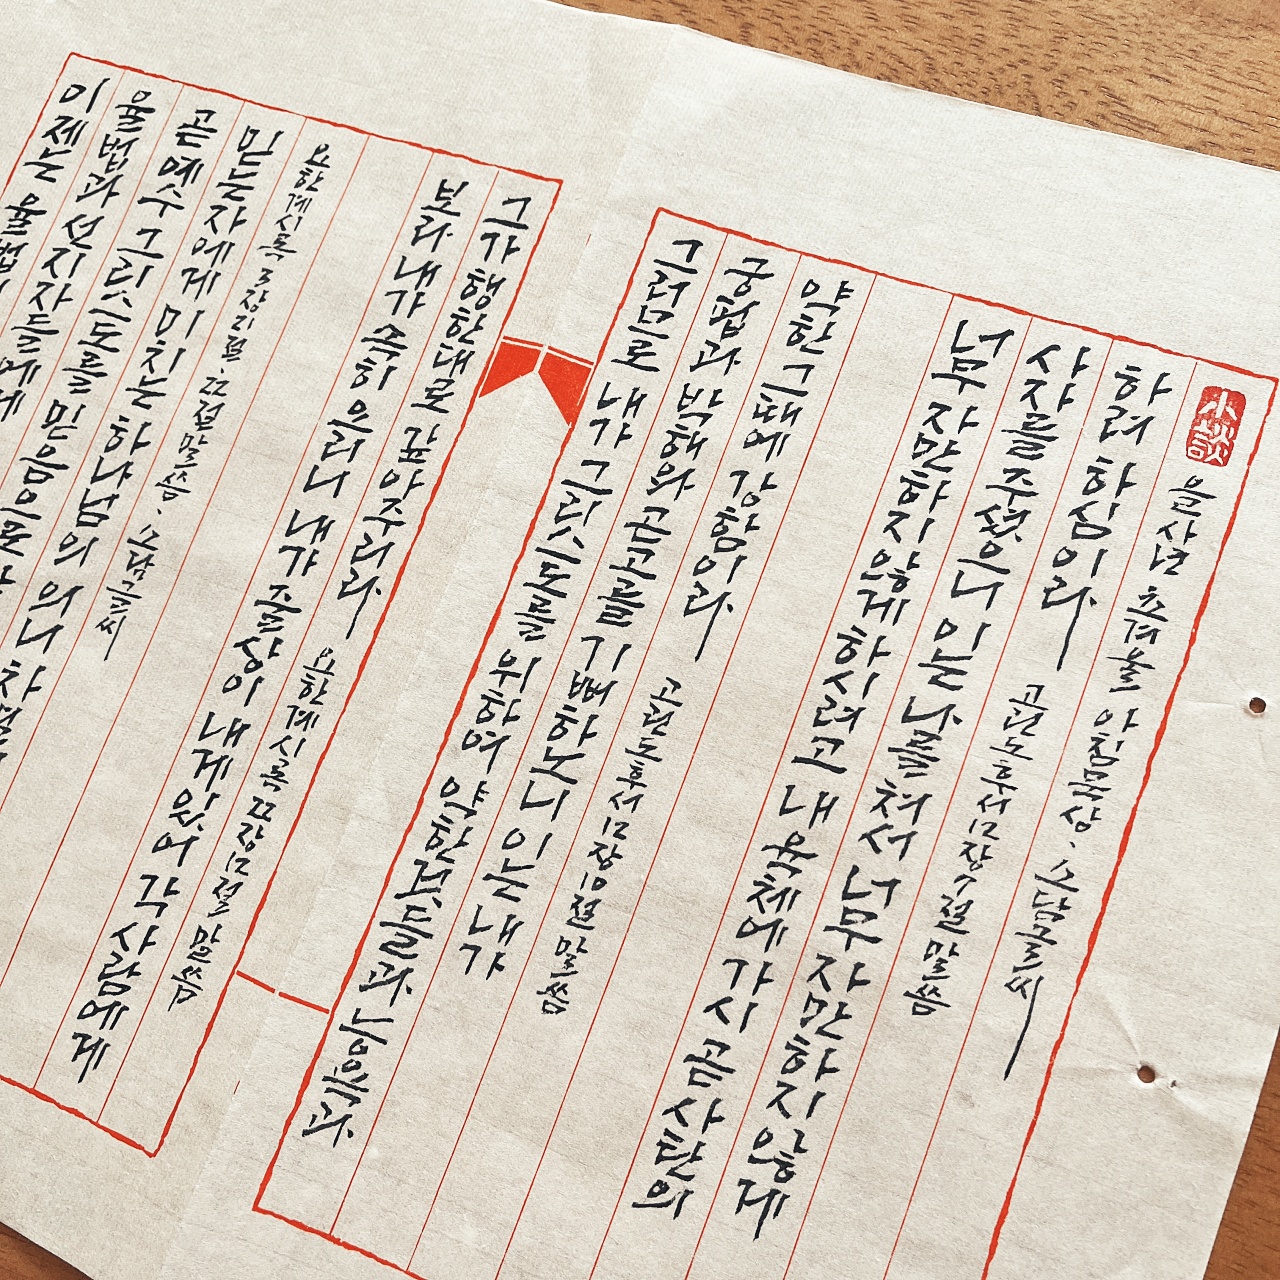 이제는 율법
율법과 선지자들에게
곧 예수 그리스도를 믿음으로 말
믿는자에게 미치는 하나님의 의니 차별
요한계시록 3장21절.22절 말씀. 소담글씨
보라 내가 속히 오리니 내가 줄상이 내게 있어 각 사람에게
그가 행한대로 갚아주리라 요한계시록 22장12절 말씀
그러므로 내가 그리스도를 위하여 약한것들과 능욕과
궁핍과 박해와 곤고를 기뻐하노니 이는 내가
약한 그때에 강함이라 고린도후서 12장10절 말씀
너무 자만하지 않게 하시려고 내 육체에 가시 곧 사탄의
사자를 주셨으니 이는 나를 쳐서 너무 자만하지 않게
하려 하심이라 고린도후서 12장7절 말씀
小談 을사년 초겨울 아침묵상. 소담글씨